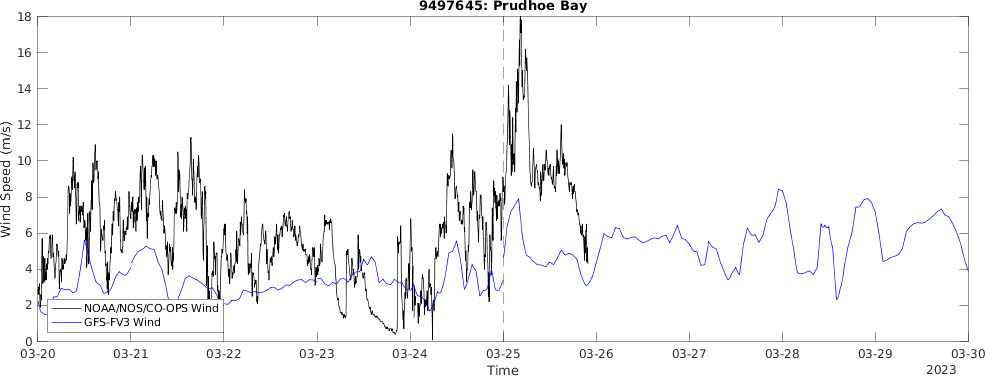 9497645: Prudhoe Bay
18
16
14
12
10
8
6
4
2
0
Wind Speed (m/s)
NOAA/NOS/CO-OPS Wind
GFS-FV3 Wind
03-20 03-21 03-22 03-23 03-24 03-25 03-26 03-27 03-28 03-29 03-30
Time
2023